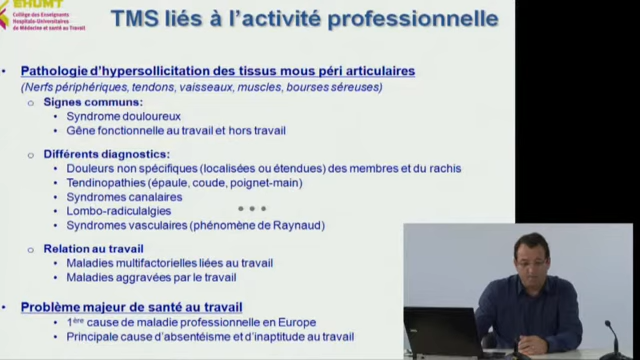 EHUMT
Collège des Enseignants
Hospitalo-Universitaires
de Médecine et santé au Travail
TMS liés à l'activité professionnelle
• Pathologie d'hypersollicitation des tissus mous péri articulaires
(Nerfs périphériques, tendons, vaisseaux, muscles, bourses séreuses)
o Signes communs:
• Syndrome douloureux
• Gêne fonctionnelle au travail et hors travail
o Différents diagnostics:
• Douleurs non spécifiques (localisées ou étendues) des membres et du rachis
• Tendinopathies (épaule, coude, poignet-main)
• Syndromes canalaires
• Lombo-radiculalgies
• Syndromes vasculaires (phénomène de Raynaud)
o Relation au travail
• Maladies multifactorielles liées au travail
• Maladies aggravées par le travail
• Problème majeur de santé au travail
• 1ère cause de maladie professionnelle en Europe
• Principale cause d'absentéisme et d'inaptitude au travail